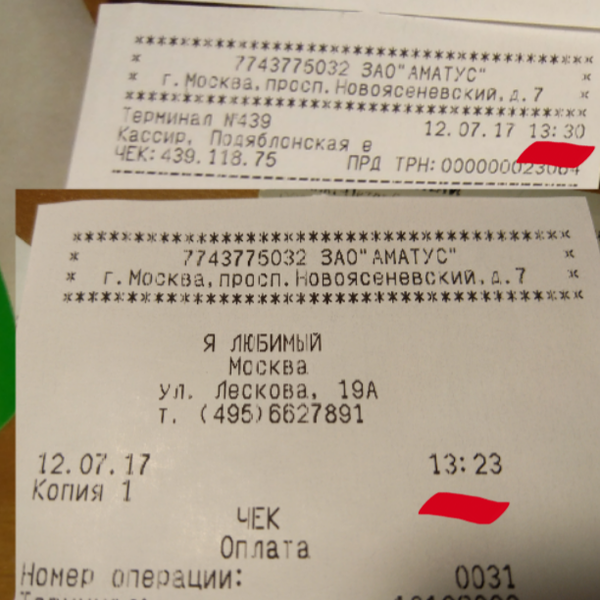 ************************************
* 7743775032 ЗАО"АМАТУС" *
* г.Москва,просп.Новоясеневский,д.7 *
************************************
Терминал N439 12.07.17 13:30
Кассир, Подяблонская е
ЧЕК:439.118.75 ПРД ТРН:000000023064
************************************
* 7743775032 ЗАО"АМАТУС" *
* г.Москва,просп.Новоясеневский,д.7 *
************************************
Я ЛЮБИМЫЙ
Москва
ул. Лескова, 19А
т. (495)6627891
12.07.17 13:23
Копия 1
ЧЕК
Оплата
Номер операции: 0031